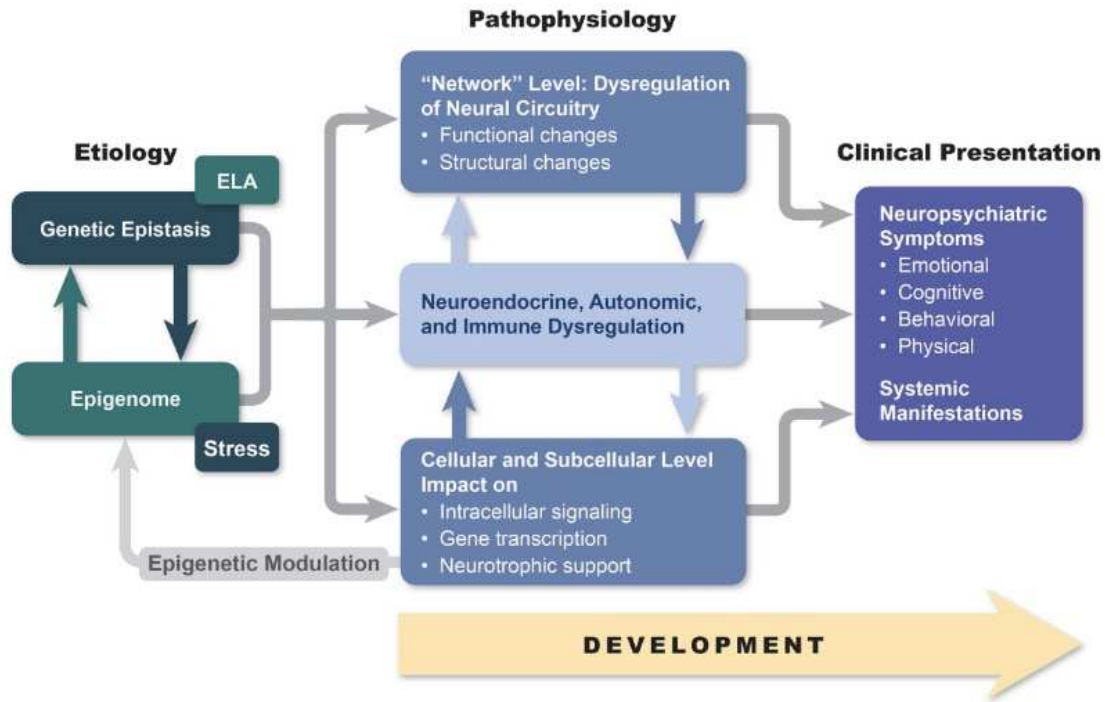 Pathophysiology
Etiology
Clinical Presentation
ELA
Genetic Epistasis
Epigenome
Stress
Epigenetic Modulation
“Network” Level: Dysregulation
of Neural Circuitry
• Functional changes
• Structural changes
Neuroendocrine, Autonomic,
and Immune Dysregulation
Cellular and Subcellular Level
Impact on
• Intracellular signaling
• Gene transcription
• Neurotrophic support
Neuropsychiatric
Symptoms
• Emotional
• Cognitive
• Behavioral
• Physical
Systemic
Manifestations
DEVELOPMENT